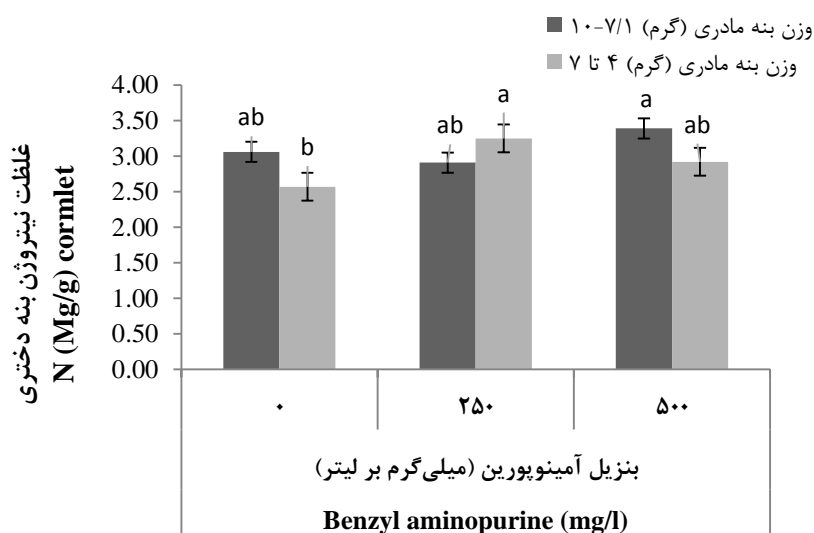 وزن بنه مادری (گرم) ۷/۱-۱۰
وزن بنه مادری (گرم) ۴ تا ۷
غلظت نیتروژن بنه دختری
N (Mg/g) cormlet
4.00
3.50
3.00
2.50
2.00
1.50
1.00
0.50
0.00
ab
b
ab
a
a
ab
۰
۲۵۰
۵۰۰
بنزیل آمینوپورین (میلی‌گرم بر لیتر)
Benzyl aminopurine (mg/l)